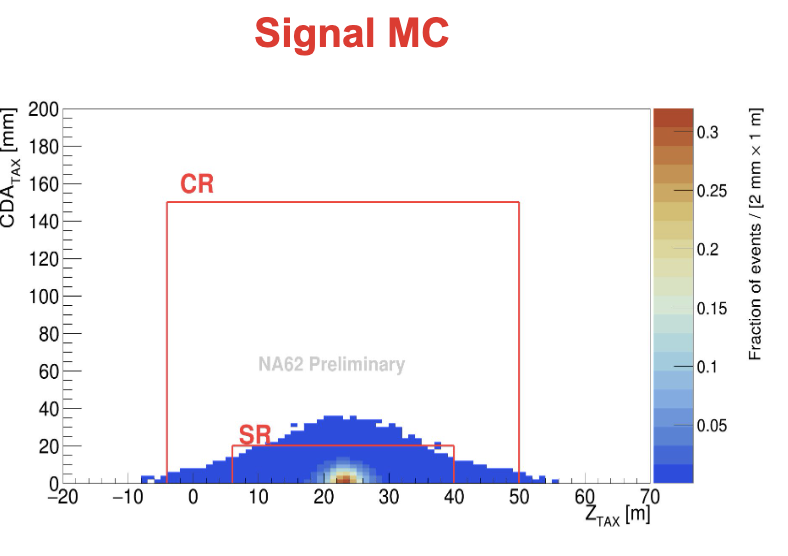 Signal MC
CDA_TAX [mm]
200
180
160
140
120
100
80
60
40
20
0
CR
SR
NA62 Preliminary
−20 −10 0 10 20 30 40 50 60 70
Z_TAX [m]
0.3
0.25
0.2
0.15
0.1
0.05
Fraction of events / [2 mm × 1 m]